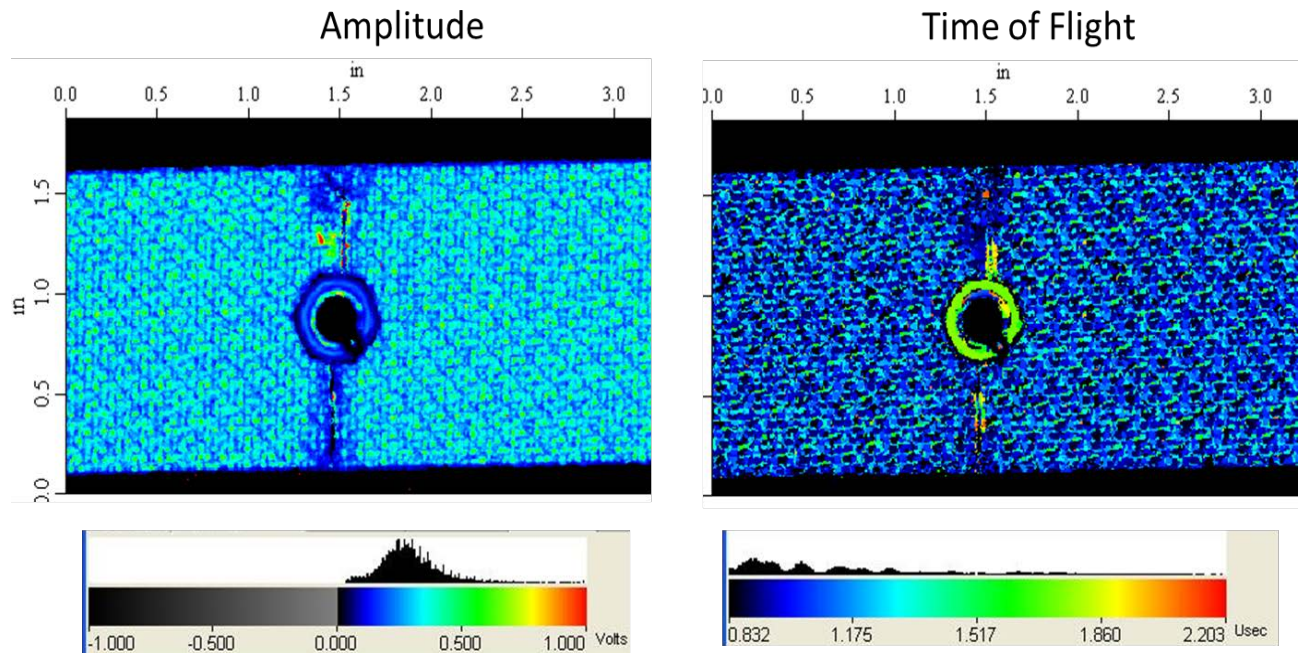 Amplitude
Time of Flight
in
0.0 0.5 1.0 1.5 2.0 2.5 3.0
in
0.0 0.5 1.0 1.5 2.0 2.5 3.0
1.5
1.0
in
0.5
0.0
-1.000 -0.500 0.000 0.500 1.000 Volts
0.832 1.175 1.517 1.860 2.203 Usec